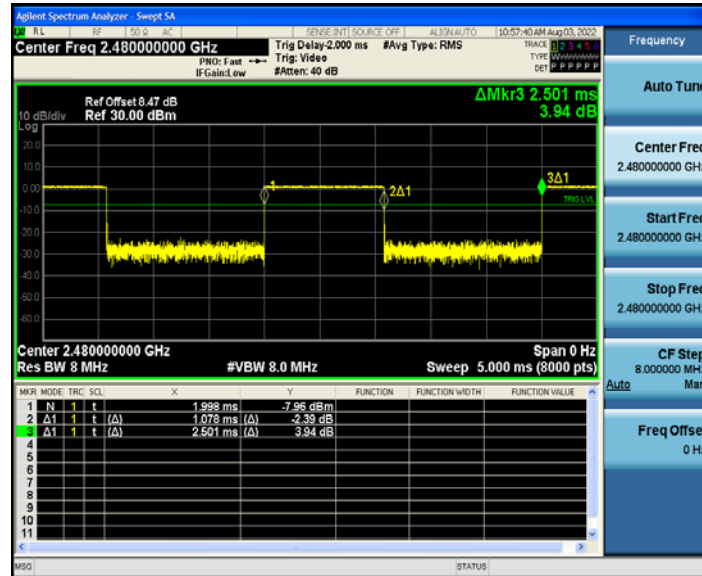 Agilent Spectrum Analyzer - Swept SA
RL RF 50 Ω AC SENSE:INT SOURCE OFF ALIGN AUTO 10:57:40 AM Aug 03, 2022
Center Freq 2.480000000 GHz
Trig Delay-2.000 ms #Avg Type: RMS
TRACE 1 2 3 4 5 6
PNO: Fast Trig: Video
TYPE
IFGain:Low #Atten: 40 dB
DET P P P P P P
Frequency
Auto Tune
ΔMkr3 2.501 ms
3.94 dB
Ref Offset 8.47 dB
10 dB/div Ref 30.00 dBm
Log
20.0
10.0
0.00
-10.0
-20.0
-30.0
-40.0
-50.0
-60.0
1
2Δ1
3Δ1
TRIG LVL
Center 2.480000000 GHz Span 0 Hz
Res BW 8 MHz #VBW 8.0 MHz Sweep 5.000 ms (8000 pts)
Center Freq
2.480000000 GHz
Start Freq
2.480000000 GHz
Stop Freq
2.480000000 GHz
CF Step
8.000000 MHz
Auto Man
Freq Offset
0 Hz
MKR MODE TRC SCL X Y FUNCTION FUNCTION WIDTH FUNCTION VALUE
1 N 1 t 1.998 ms -7.96 dBm
2 Δ1 1 t (Δ) 1.078 ms (Δ) -2.39 dB
3 Δ1 1 t (Δ) 2.501 ms (Δ) 3.94 dB
4
5
6
7
8
9
10
11
MSG STATUS